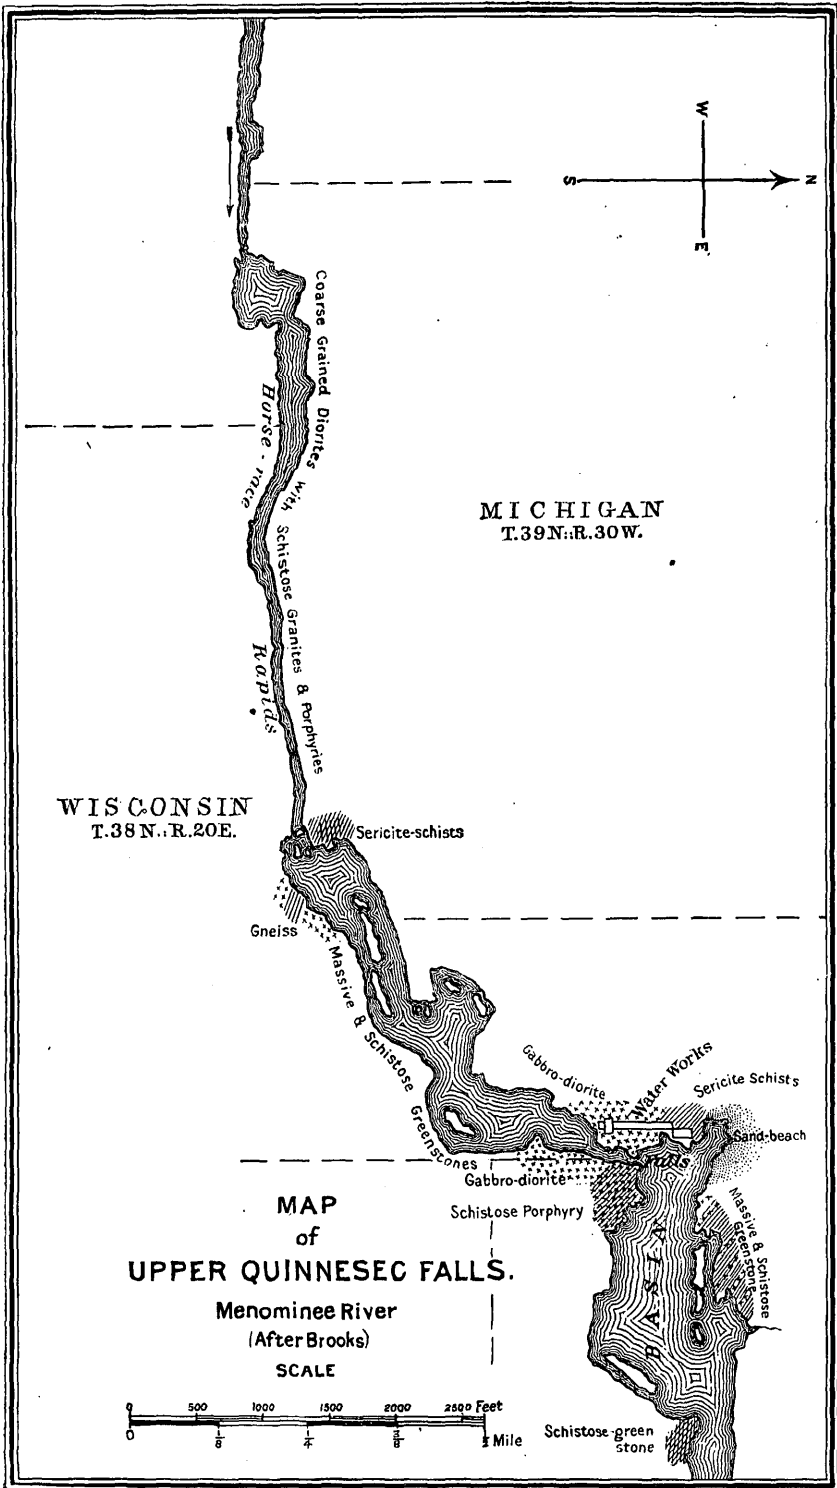 W
S
N
E
Coarse Grained Diorites with Schistose Granites & Porphyries
Horse-race Rapids
MICHIGAN
T.39N.:R.30W.
WISCONSIN
T.38N.:R.20E.
Sericite-schists
Gneiss
Massive & Schistose Greenstones
Gabbro-diorite
Water Works
Sericite Schists
Sand-beach
Falls
Gabbro-diorite
Schistose Porphyry
Massive & Schistose
Greenstone
BASIN
Schistose-green
stone
MAP
of
UPPER QUINNESEC FALLS.
Menominee River
(After Brooks)
SCALE
0 500 1000 1500 2000 2500 Feet
0 1/8 1/4 3/8 1/2 Mile